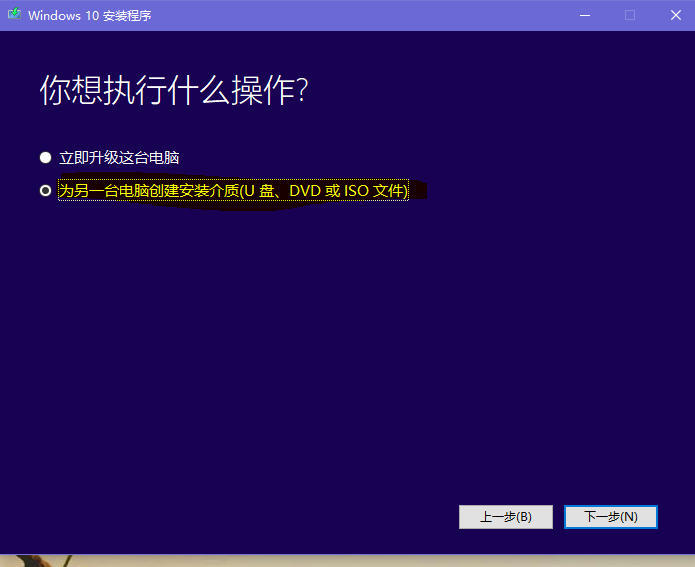 Windows 10 安装程序
你想执行什么操作?
立即升级这台电脑
为另一台电脑创建安装介质(U 盘、DVD 或 ISO 文件)
上一步(B)
下一步(N)